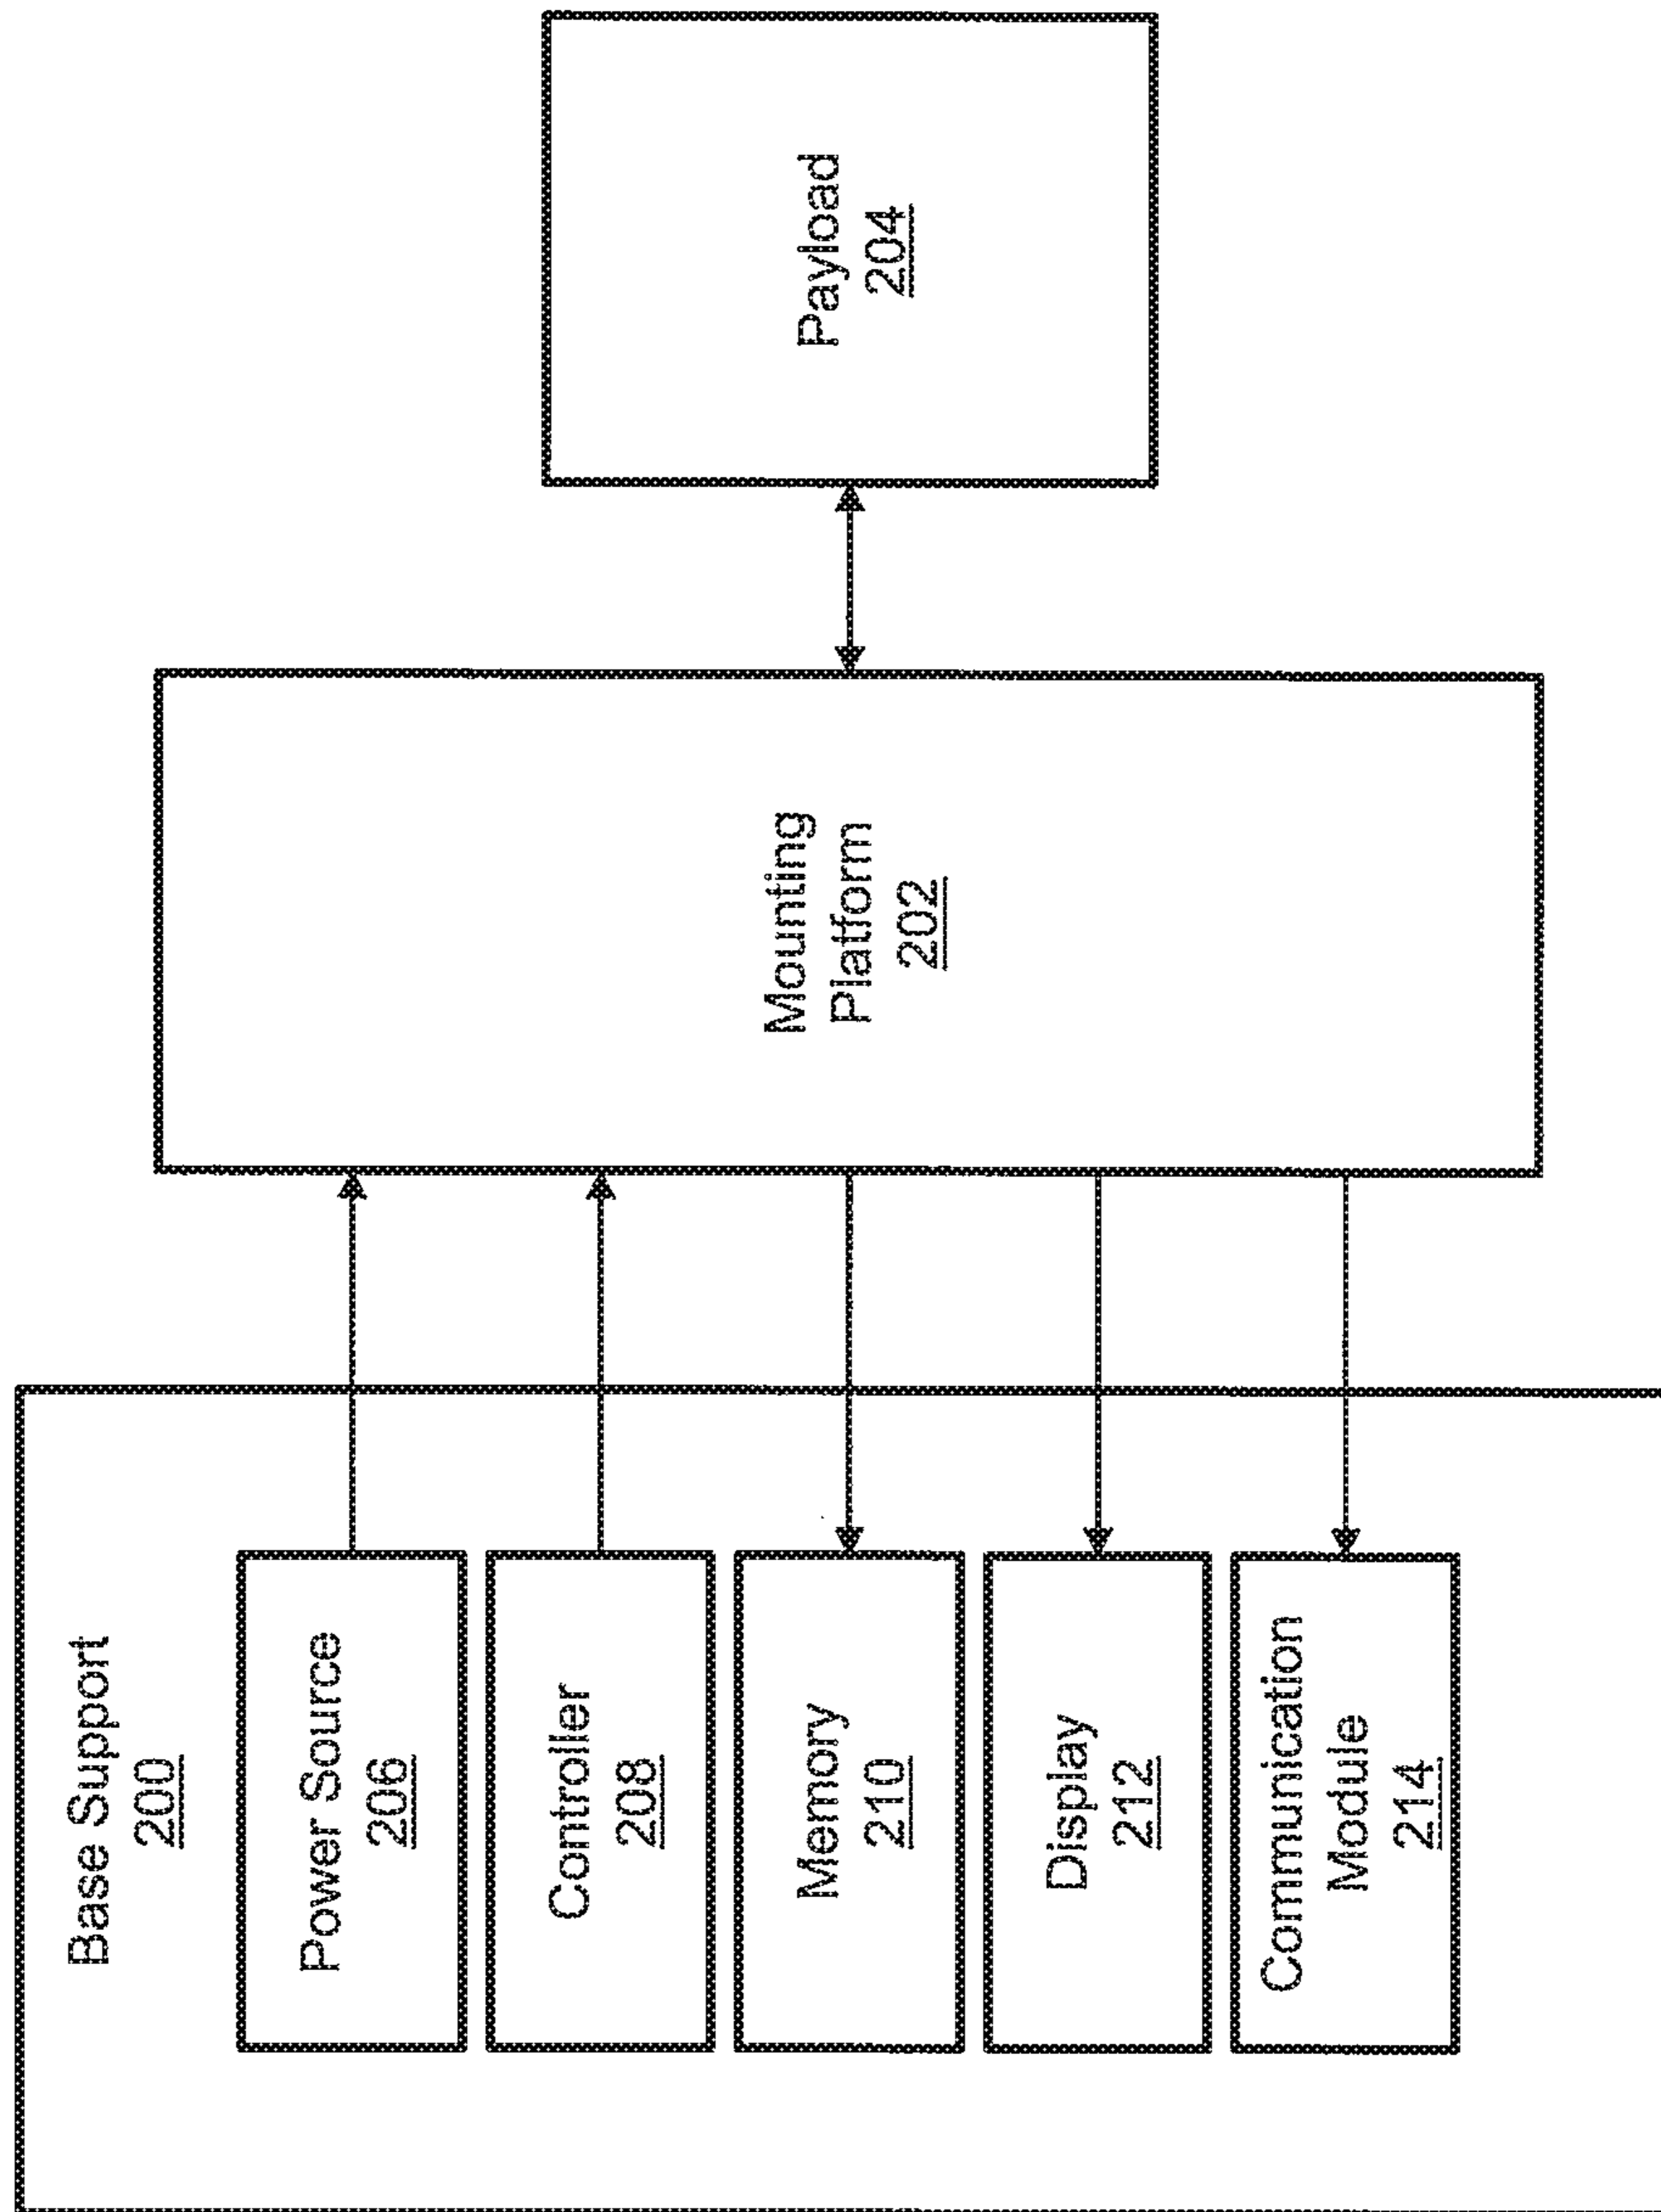 Base Support
200
Power Source
206
Controller
208
Memory
210
Display
212
Communication
Module
214
Mounting
Platform
202
Payload
204